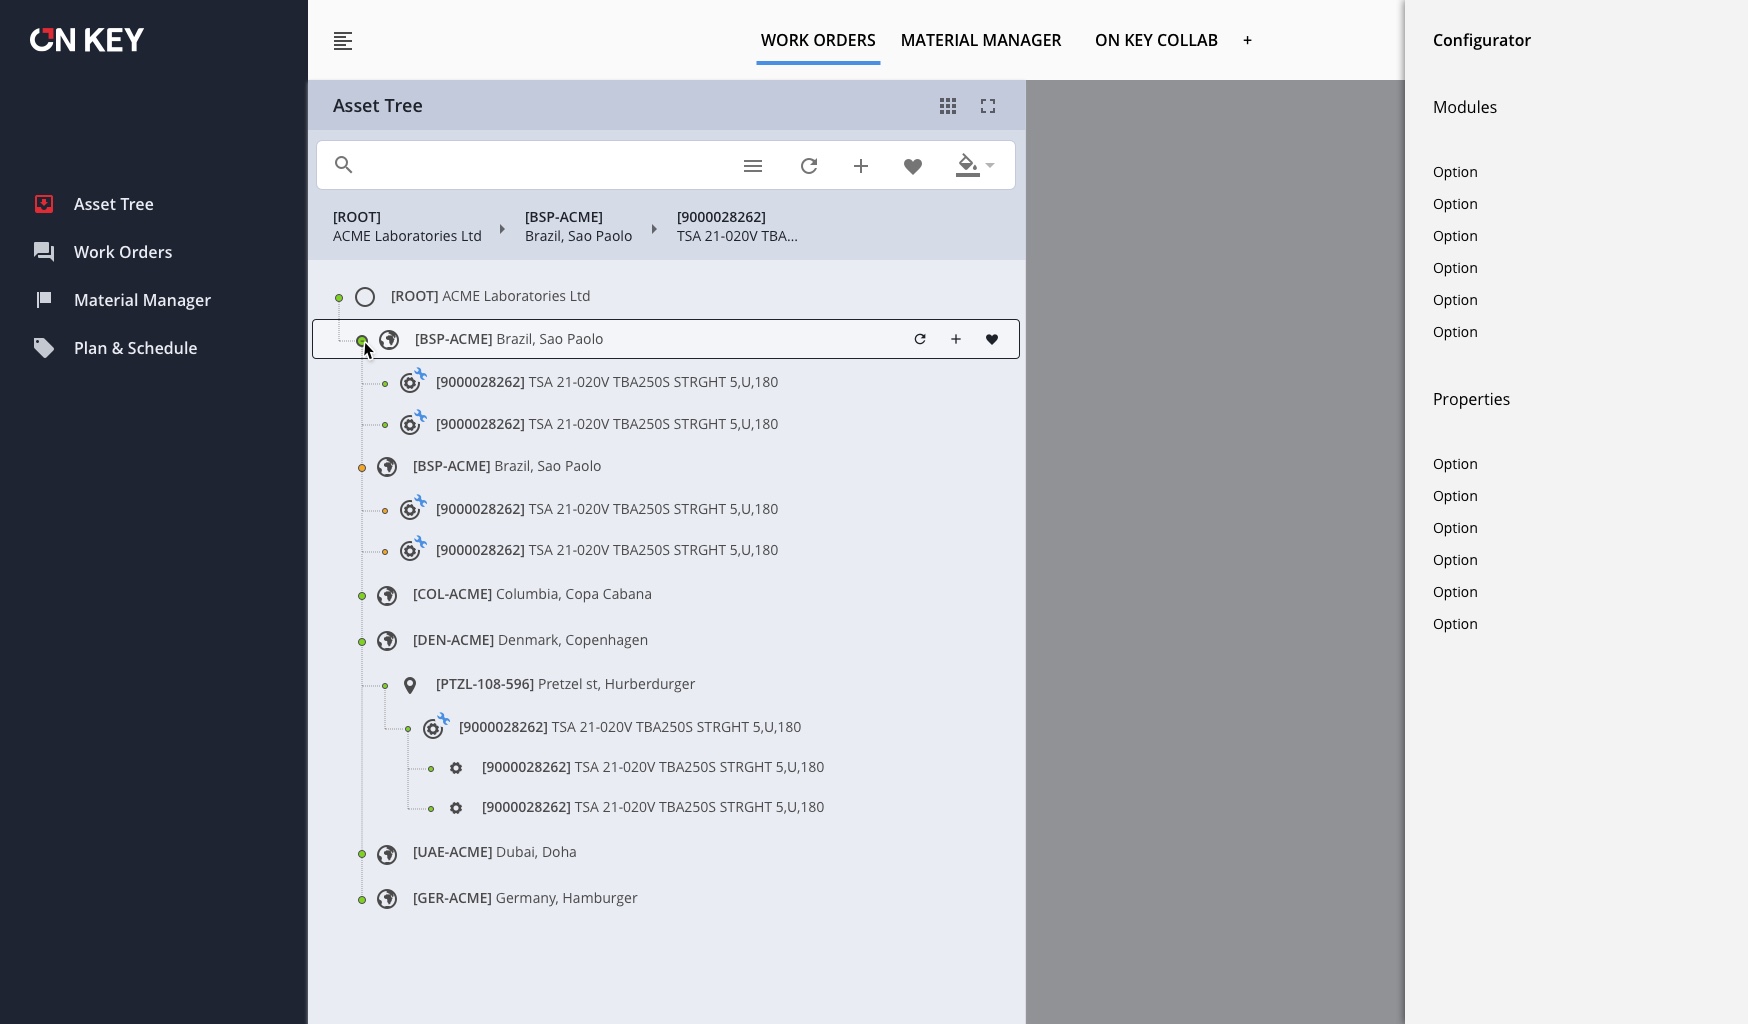 ON KEY
WORK ORDERS MATERIAL MANAGER ON KEY COLLAB +
Configurator
Asset Tree
Work Orders
Material Manager
Plan & Schedule
Asset Tree
[ROOT]
ACME Laboratories Ltd
[BSP-ACME]
Brazil, Sao Paolo
[9000028262]
TSA 21-020V TBA...
[ROOT] ACME Laboratories Ltd
[BSP-ACME] Brazil, Sao Paolo
[9000028262] TSA 21-020V TBA250S STRGHT 5,U,180
[9000028262] TSA 21-020V TBA250S STRGHT 5,U,180
[BSP-ACME] Brazil, Sao Paolo
[9000028262] TSA 21-020V TBA250S STRGHT 5,U,180
[9000028262] TSA 21-020V TBA250S STRGHT 5,U,180
[COL-ACME] Columbia, Copa Cabana
[DEN-ACME] Denmark, Copenhagen
[PTZL-108-596] Pretzel st, Hurberdurger
[9000028262] TSA 21-020V TBA250S STRGHT 5,U,180
[9000028262] TSA 21-020V TBA250S STRGHT 5,U,180
[9000028262] TSA 21-020V TBA250S STRGHT 5,U,180
[UAE-ACME] Dubai, Doha
[GER-ACME] Germany, Hamburger
Modules
Option
Option
Option
Option
Option
Option
Properties
Option
Option
Option
Option
Option
Option